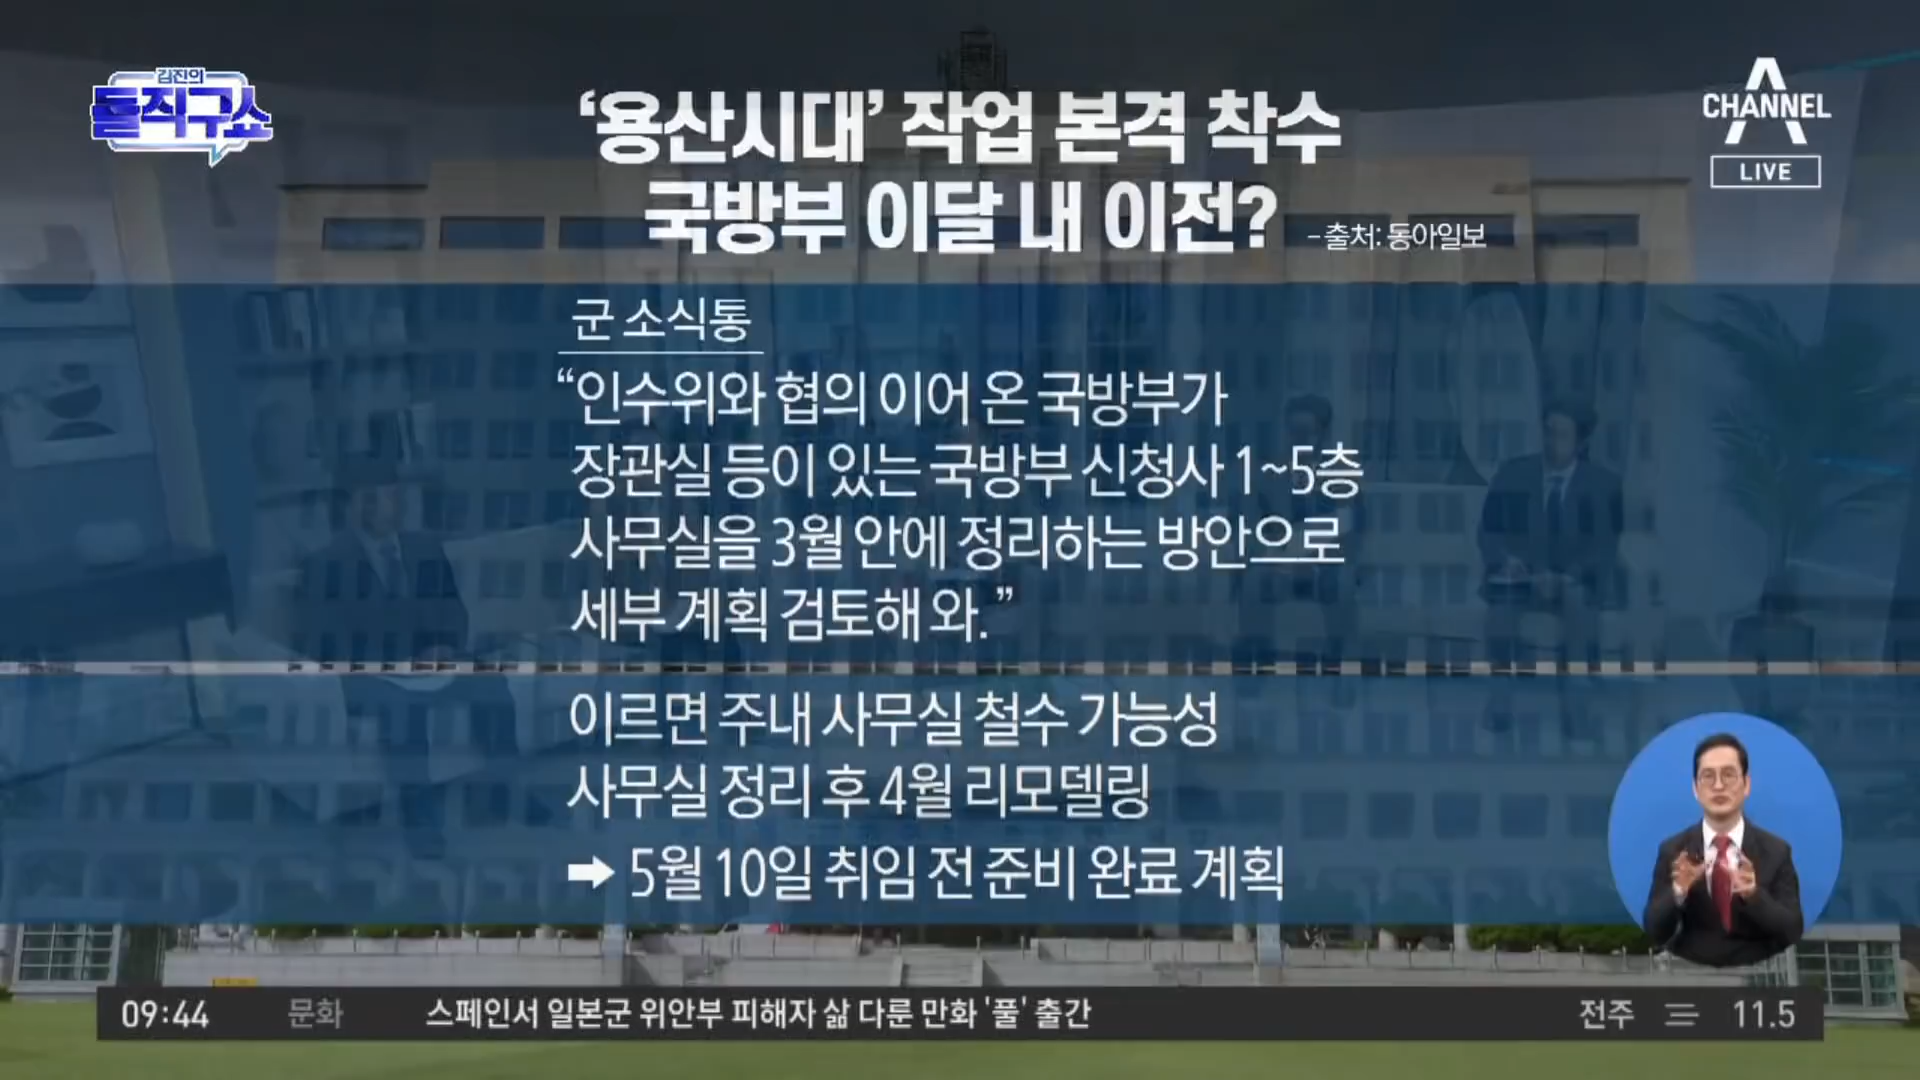 김진의
돌직구쇼
CHANNEL A
LIVE
‘용산시대’ 작업 본격 착수
국방부 이달 내 이전?
– 출처: 동아일보
군 소식통
“인수위와 협의 이어 온 국방부가
장관실 등이 있는 국방부 신청사 1~5층
사무실을 3월 안에 정리하는 방안으로
세부 계획 검토해 와.”
이르면 주내 사무실 철수 가능성
사무실 정리 후 4월 리모델링
➡ 5월 10일 취임 전 준비 완료 계획
09:44 문화 스페인서 일본군 위안부 피해자 삶 다룬 만화 '풀' 출간 전주 11.5